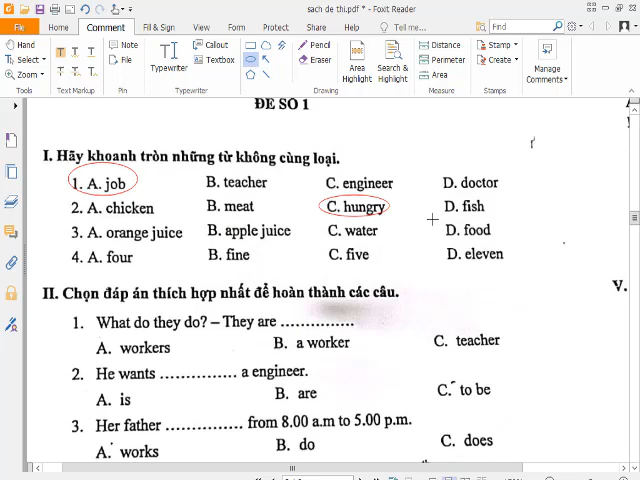 sach de thi.pdf * - Foxit Reader
File Home Comment Fill & Sign View Form Protect Share Help Tell me... Find
Hand
Select
Zoom
Tools
Text Markup
Note
File
Pin
Typewriter
Callout
Textbox
Typewriter
Drawing
Pencil
Eraser
Area Highlight
Search & Highlight
Distance
Perimeter
Area
Measure
Stamp
Create
Stamps
Manage Comments
ĐỀ SỐ 1
I. Hãy khoanh tròn những từ không cùng loại.
1. A. job B. teacher C. engineer D. doctor
2. A. chicken B. meat C. hungry D. fish
3. A. orange juice B. apple juice C. water D. food
4. A. four B. fine C. five D. eleven
II. Chọn đáp án thích hợp nhất để hoàn thành các câu.
V.
1. What do they do? – They are ...............
A. workers B. a worker C. teacher
2. He wants ............... a engineer.
A. is B. are C. to be
3. Her father ............... from 8.00 a.m to 5.00 p.m.
A. works B. do C. does